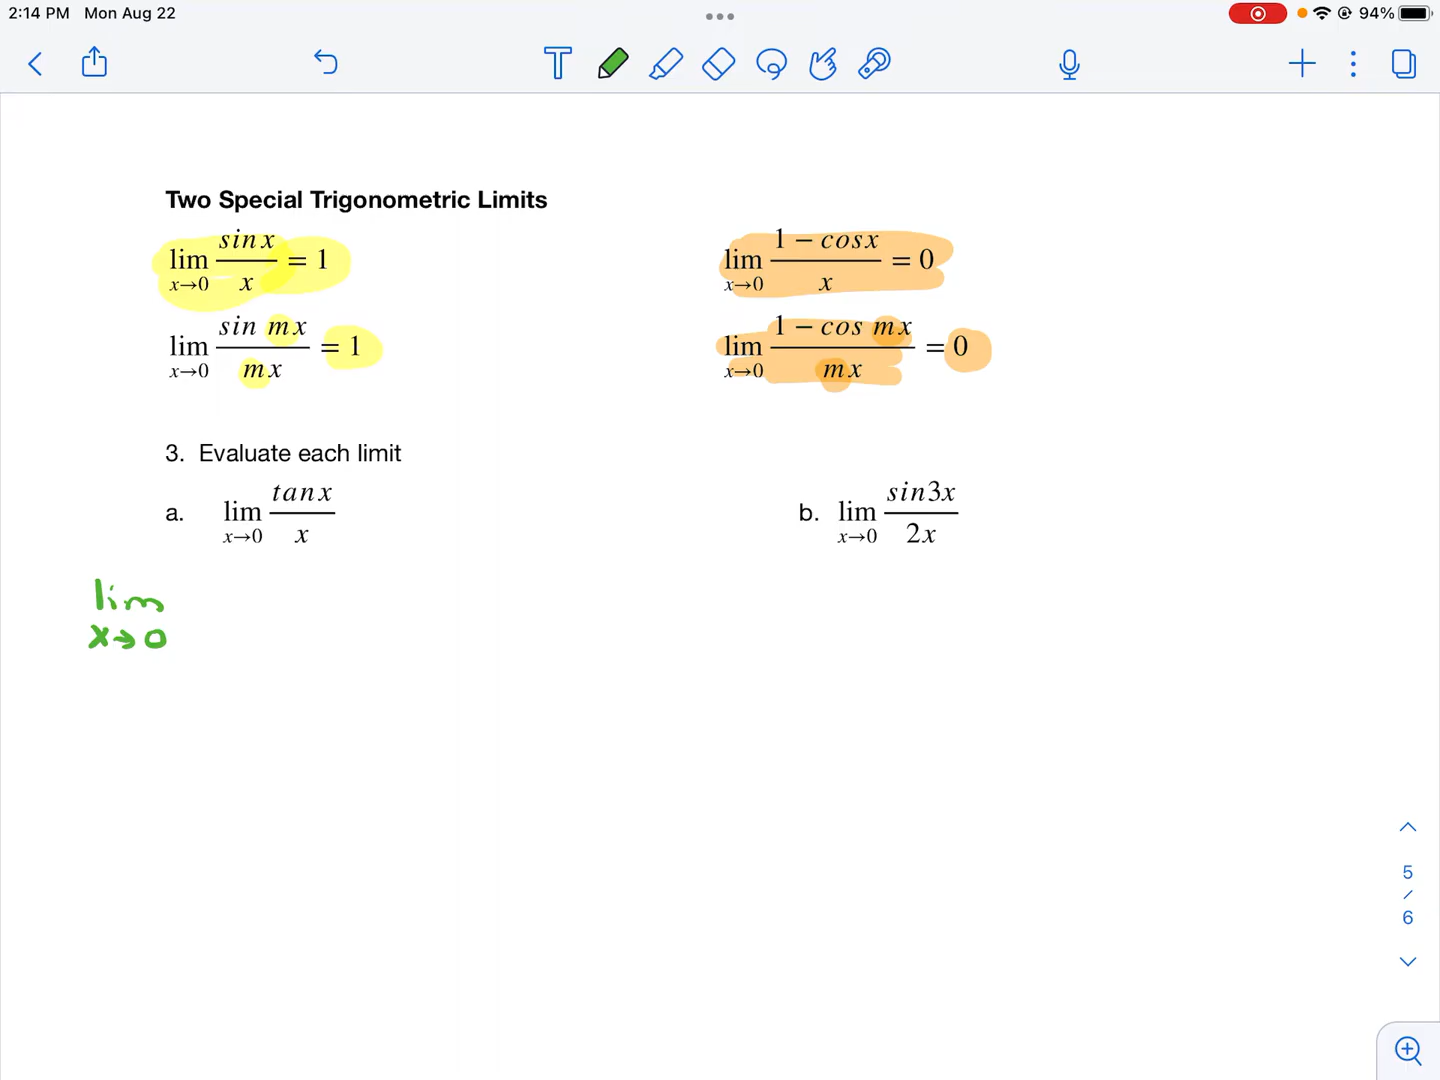 2:14 PM Mon Aug 22 94%
Two Special Trigonometric Limits
lim x→0 sin x / x = 1
lim x→0 1 − cosx / x = 0
lim x→0 sin mx / mx = 1
lim x→0 1 − cos mx / mx = 0
3. Evaluate each limit
a. lim x→0 tanx / x
b. lim x→0 sin3x / 2x
lim
x→0
5
/
6